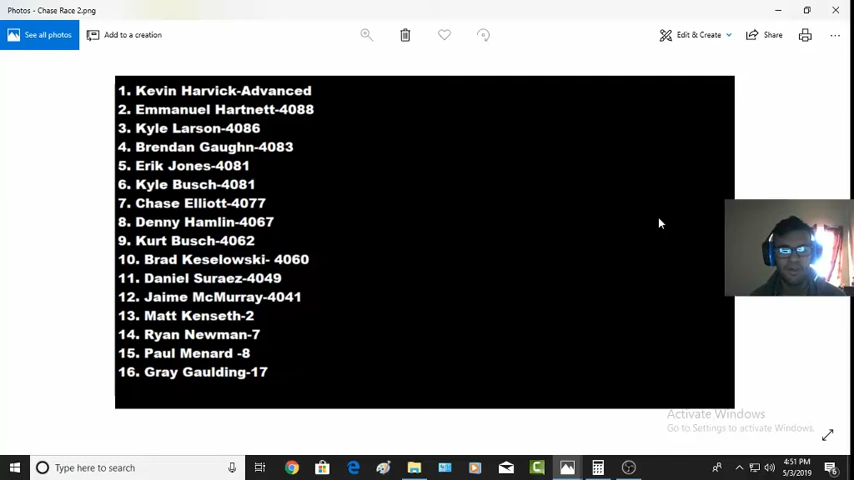 Photos - Chase Race 2.png
See all photos
Add to a creation
Edit & Create
Share
1. Kevin Harvick-Advanced
2. Emmanuel Hartnett-4088
3. Kyle Larson-4086
4. Brendan Gaughn-4083
5. Erik Jones-4081
6. Kyle Busch-4081
7. Chase Elliott-4077
8. Denny Hamlin-4067
9. Kurt Busch-4062
10. Brad Keselowski- 4060
11. Daniel Suraez-4049
12. Jaime McMurray-4041
13. Matt Kenseth-2
14. Ryan Newman-7
15. Paul Menard -8
16. Gray Gaulding-17
Activate Windows
Go to Settings to activate Windows.
Type here to search
4:51 PM
5/3/2019